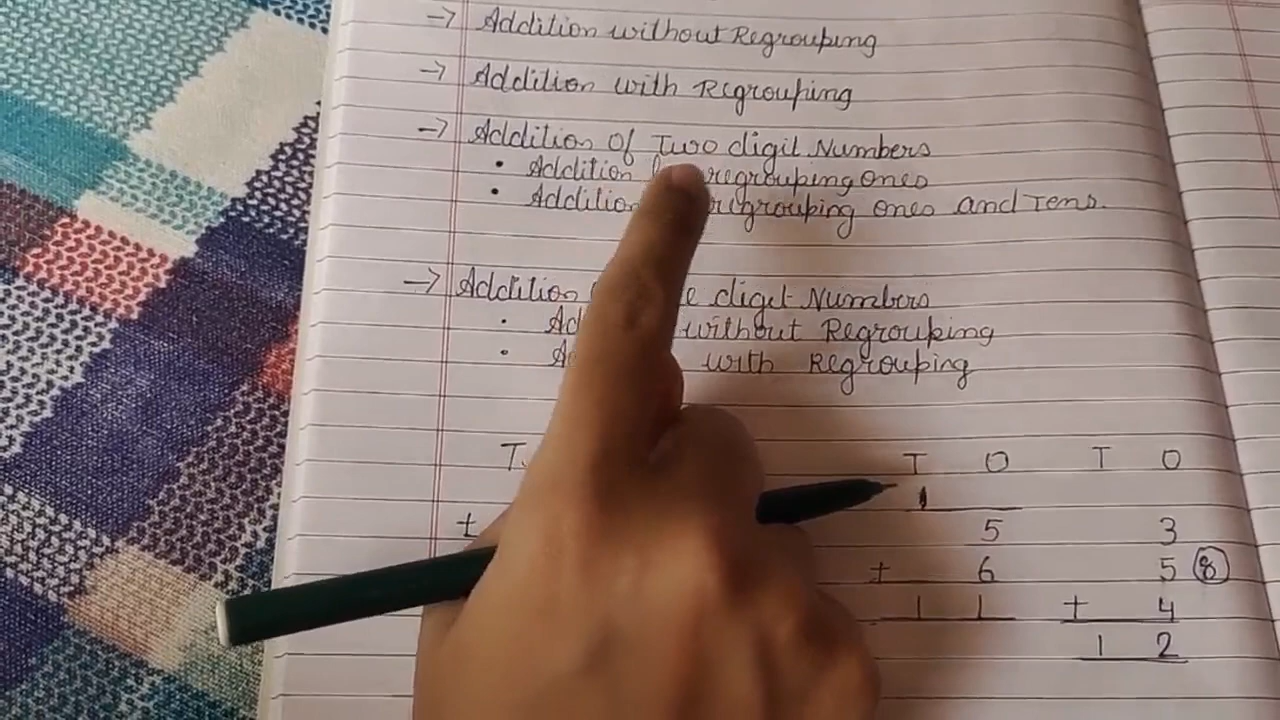 → Addition without Regrouping
→ Addition with Regrouping
→ Addition of Two digit Numbers
• Addition regrouping Ones
• Addition regrouping Ones and Tens.
→ Addition digit Numbers
• without Regrouping
• with Regrouping
T T O T O
1
+ 5 3
+ 6 5 8
1 1 + 4
1 2